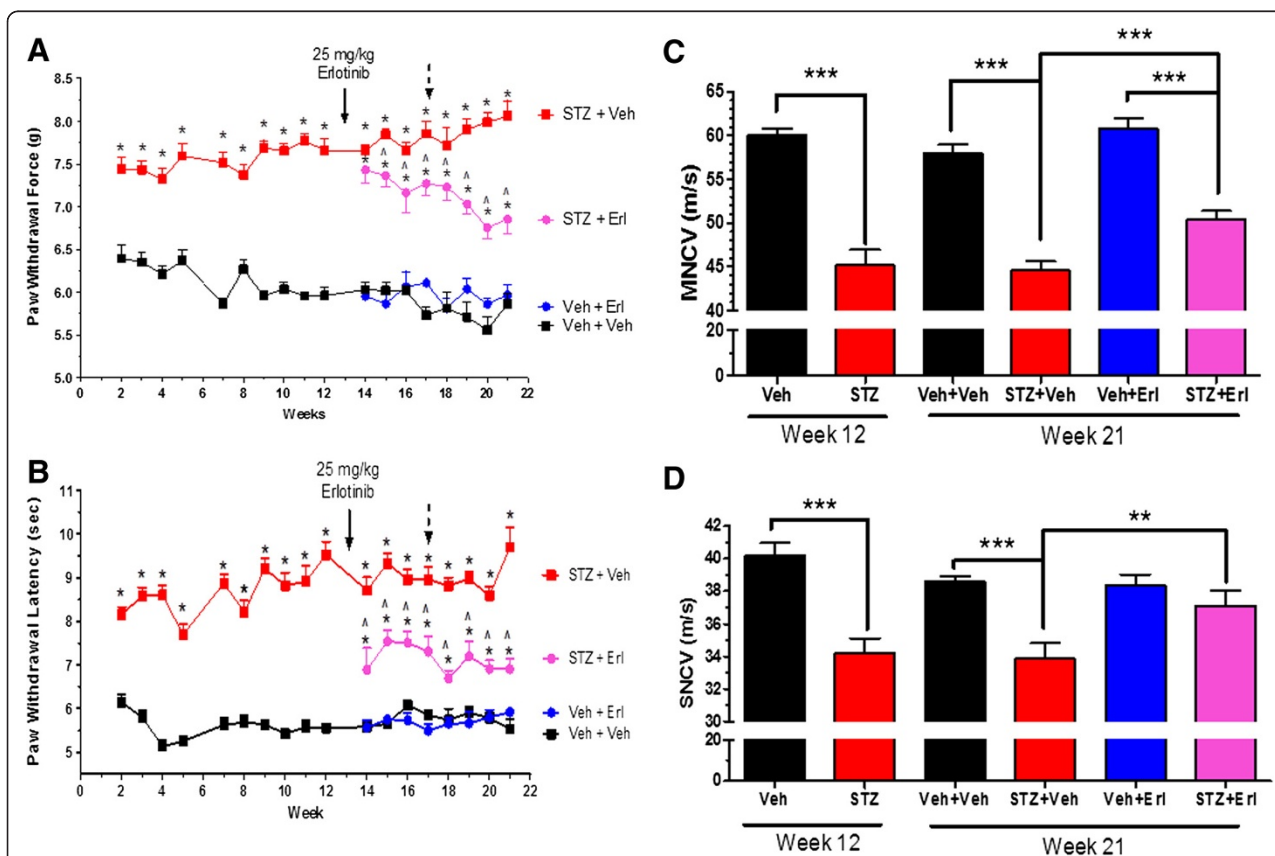 A
25 mg/kg
Erlotinib
Paw Withdrawal Force (g)
8.5
8.0
7.5
7.0
6.5
6.0
5.5
5.0
* * * * * * * * * * * * * * * * * * *
* ^ * ^ * ^ * ^ * ^ * ^ * ^ *
STZ + Veh
STZ + Erl
Veh + Erl
Veh + Veh
0 2 4 6 8 10 12 14 16 18 20 22
Weeks
B
25 mg/kg
Erlotinib
Paw Withdrawal Latency (sec)
11
10
9
8
7
6
5
* * * * * * * * * * * * * * * * * *
^ * ^ * ^ * ^ * ^ * ^ * ^ * ^ *
STZ + Veh
STZ + Erl
Veh + Erl
Veh + Veh
0 2 4 6 8 10 12 14 16 18 20 22
Week
C
*** *** *** ***
MNCV (m/s)
65
60
55
50
45
40
20
0
Veh STZ Veh+Veh STZ+Veh Veh+Erl STZ+Erl
Week 12 Week 21
D
*** *** **
SNCV (m/s)
42
40
38
36
34
32
30
20
0
Veh STZ Veh+Veh STZ+Veh Veh+Erl STZ+Erl
Week 12 Week 21